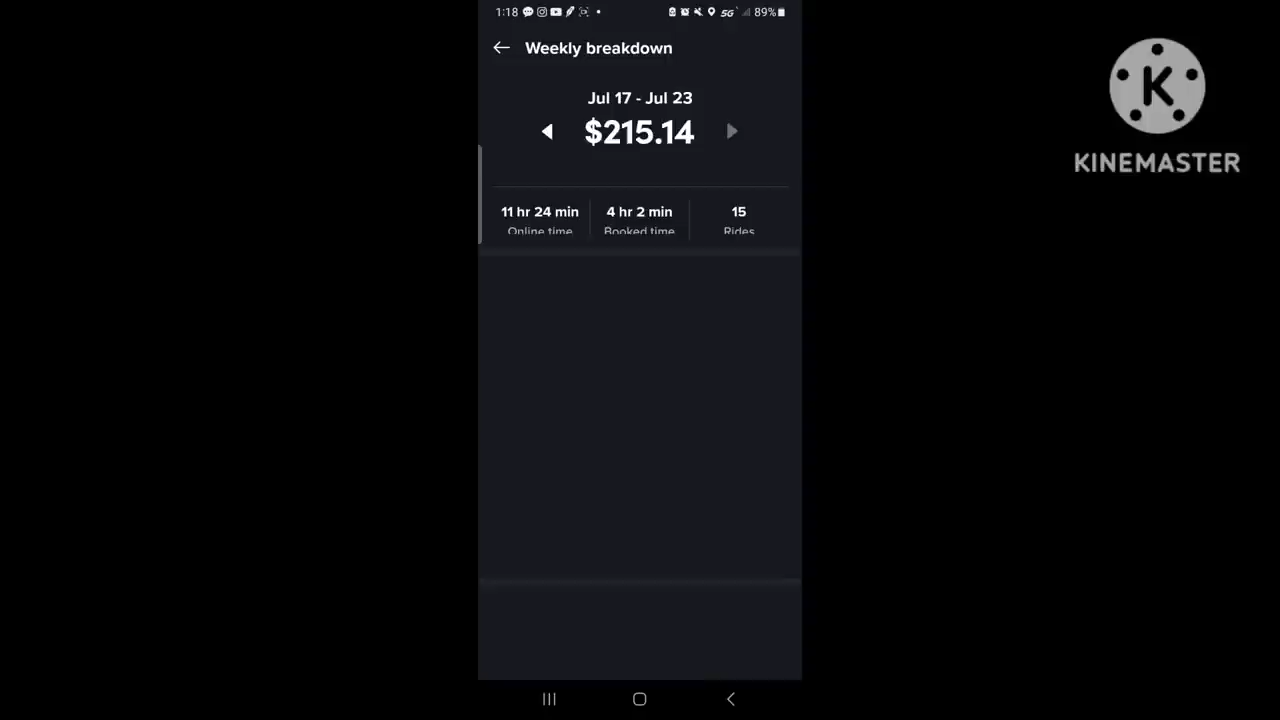 1:18 5G 89%
Weekly breakdown
Jul 17 - Jul 23
$215.14
11 hr 24 min 4 hr 2 min 15
Online time Booked time Rides
K
KINEMASTER